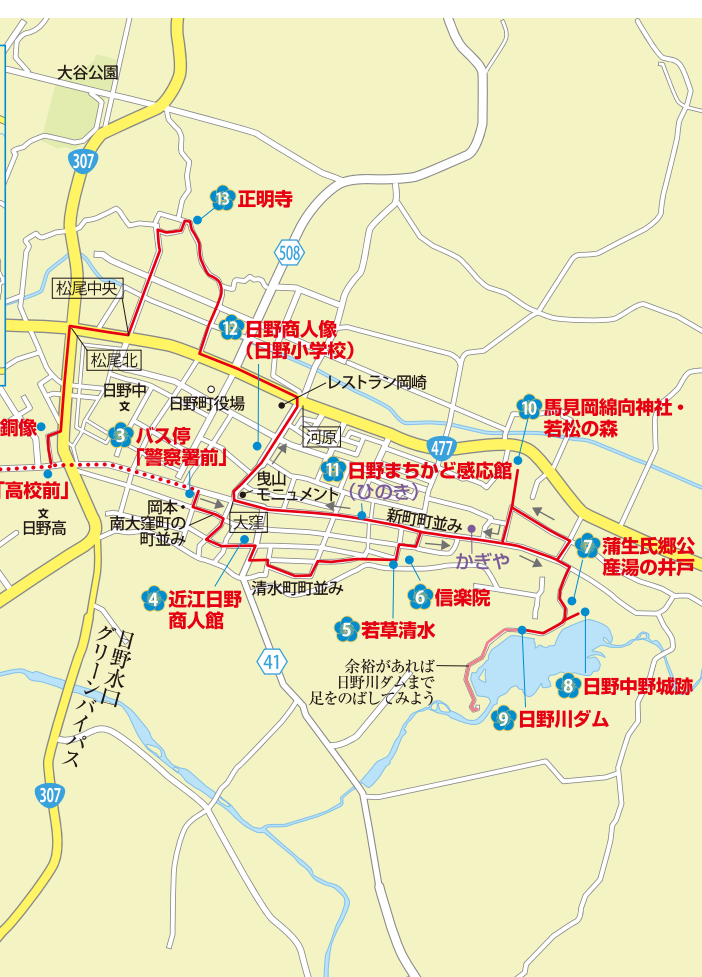 大谷公園
307
13 正明寺
508
松尾中央
12 日野商人像
(日野小学校)
松尾北
レストラン岡崎
日野中
文
日野町役場
10 馬見岡綿向神社・
若松の森
銅像
3 バス停
「警察署前」
河原
477
11 日野まちかど感応館
(ひのき)
曳山
モニュメント
「高校前」
文
日野高
岡本・
南大窪町の
町並み
大窪
新町町並み
かぎや
7 蒲生氏郷公
産湯の井戸
清水町町並み
4 近江日野
商人館
6 信楽院
5 若草清水
日野水口
グリーンバイパス
41
余裕があれば
日野川ダムまで
足をのばしてみよう
8 日野中野城跡
9 日野川ダム
307